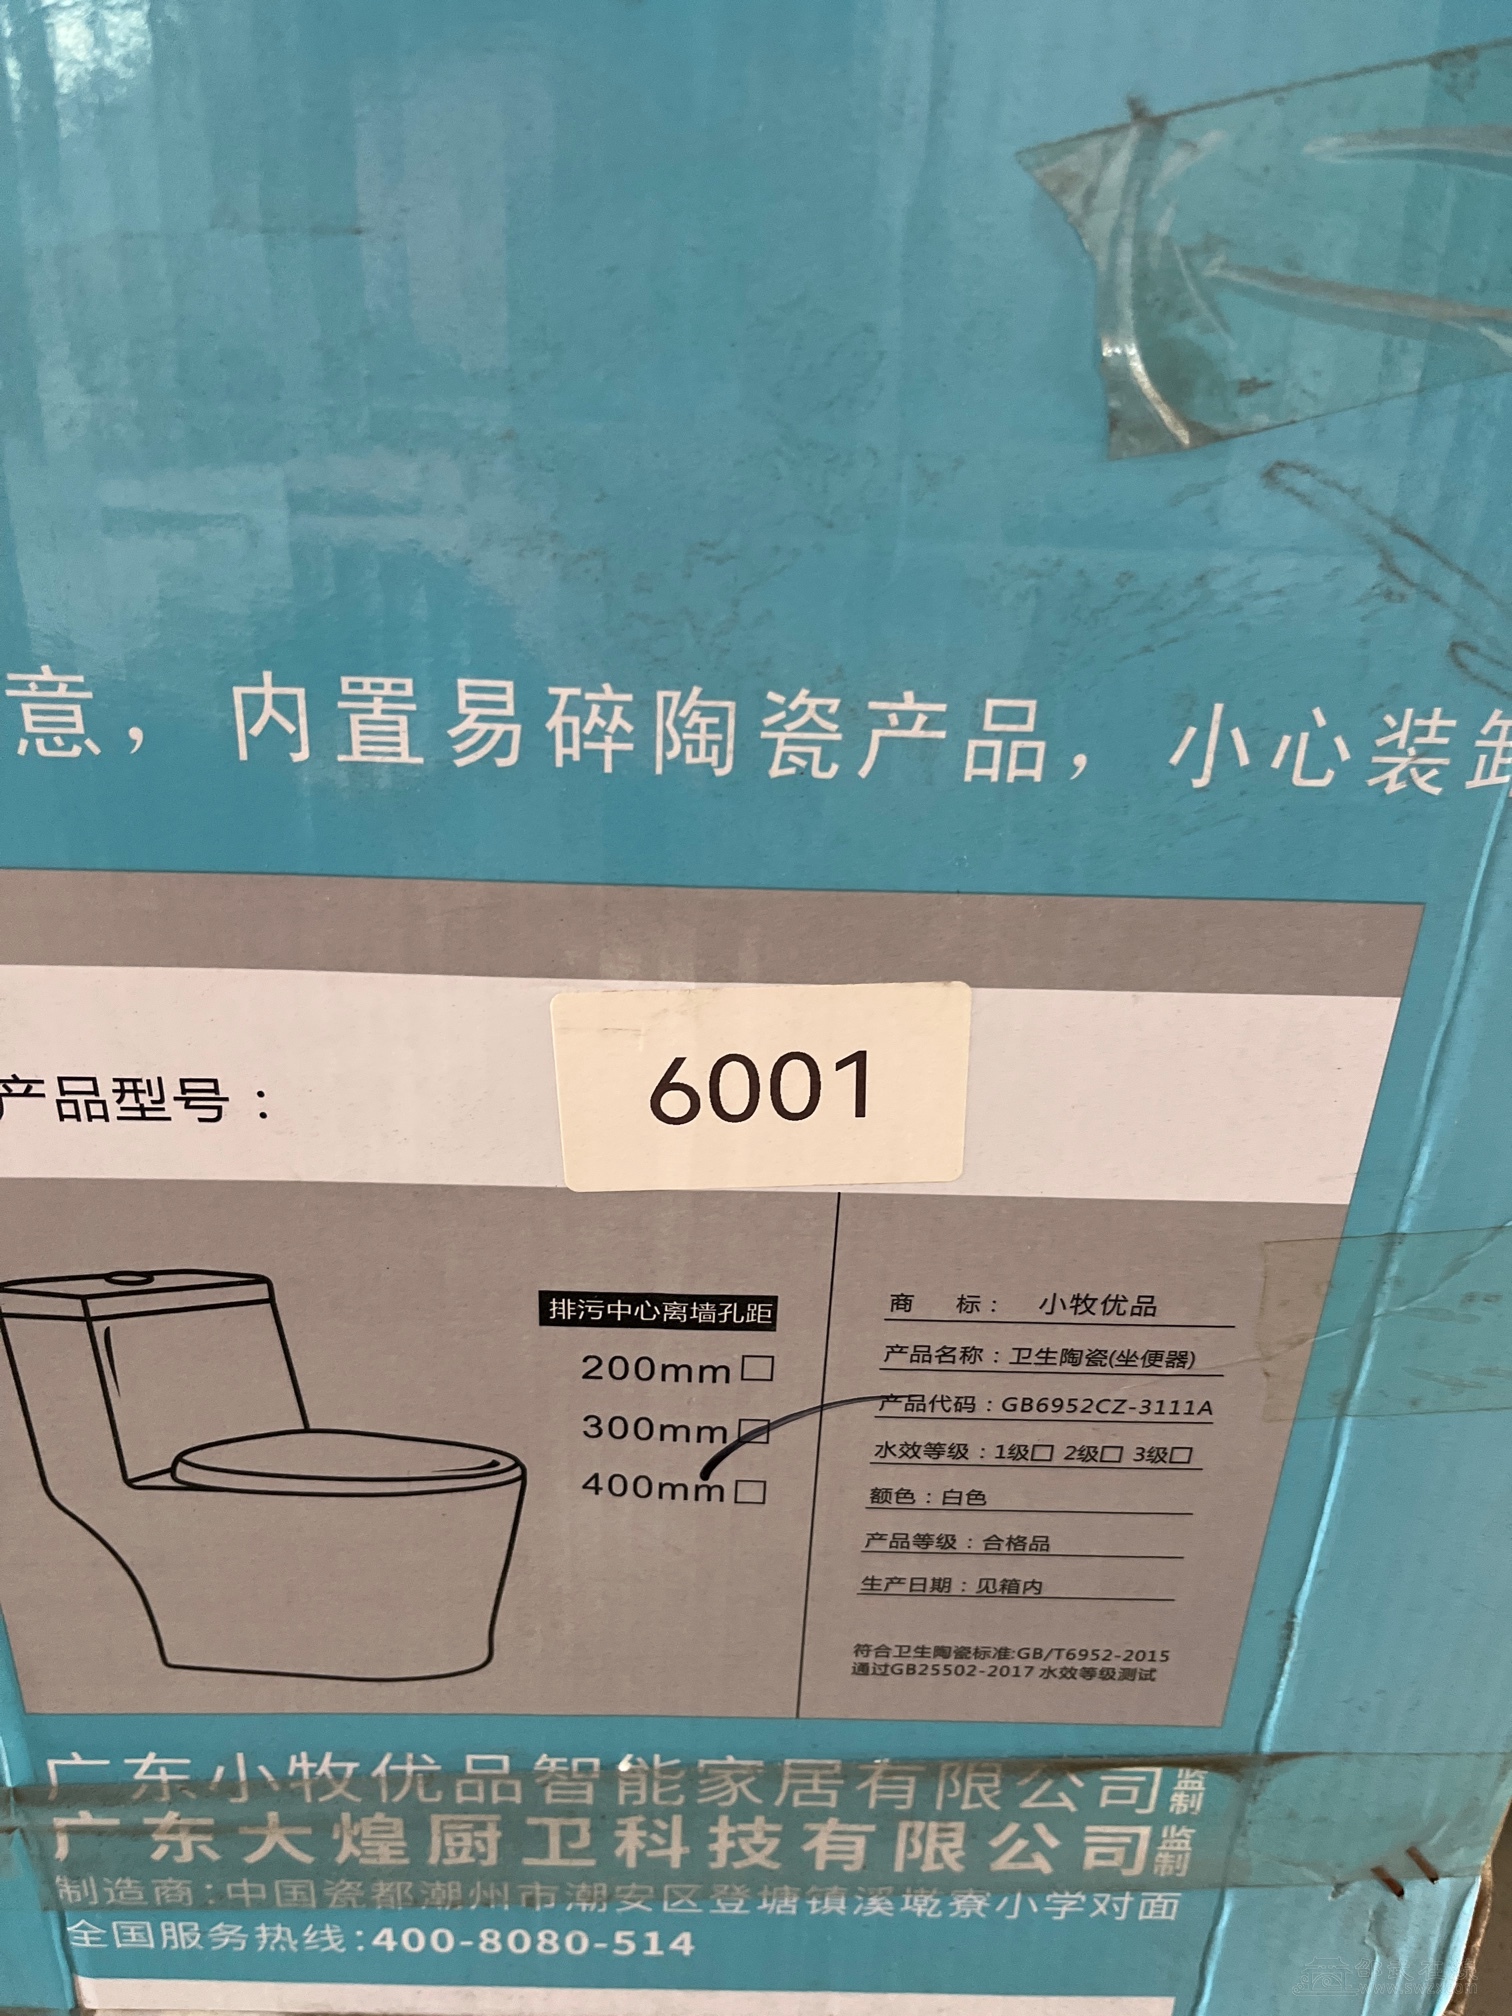 意，内置易碎陶瓷产品，小心装卸
产品型号：
6001
排污中心离墙孔距
200mm□
300mm□
400mm□
商 标： 小牧优品
产品名称：卫生陶瓷(坐便器)
产品代码：GB6952CZ-3111A
水效等级：1级□ 2级□ 3级□
额色：白色
产品等级：合格品
生产日期：见箱内
符合卫生陶瓷标准:GB/T6952-2015
通过GB25502-2017 水效等级测试
广东小牧优品智能家居有限公司监制
广东大煌厨卫科技有限公司监制
制造商：中国瓷都潮州市潮安区登塘镇溪墘寮小学对面
全国服务热线：400-8080-514